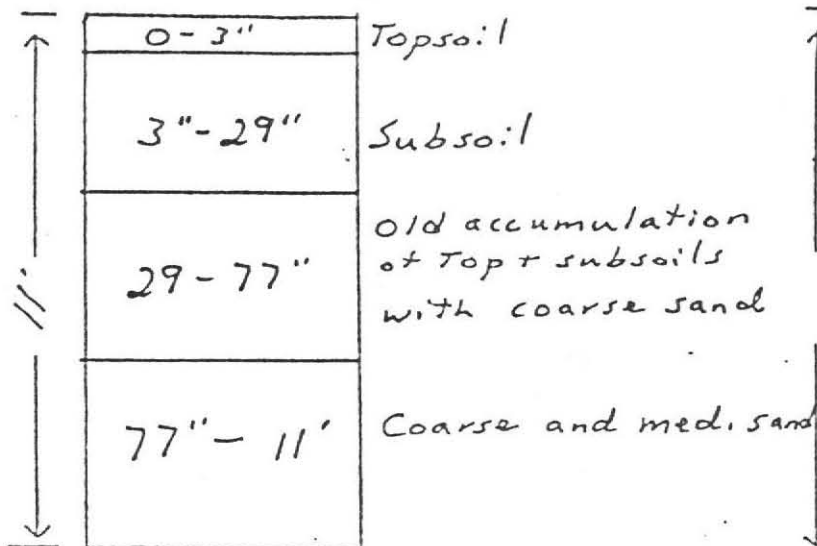 0-3" Topsoil
3"-29" Subsoil
Old accumulation
29-77" of Top + subsoils
with coarse sand
11'
77"- 11' Coarse and med. sand